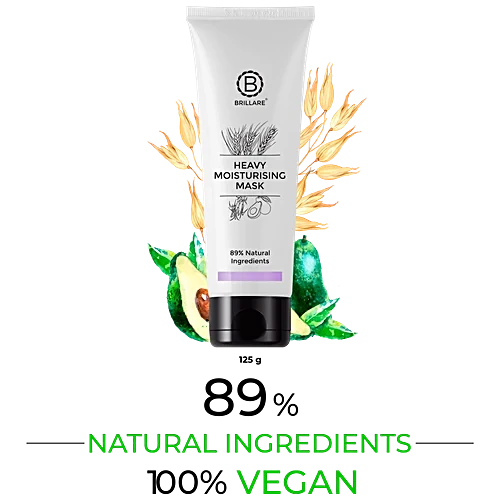 B
BRILLARE®
HEAVY
MOISTURISING
MASK
89% Natural
Ingredients
125 g
89%
NATURAL INGREDIENTS
100% VEGAN